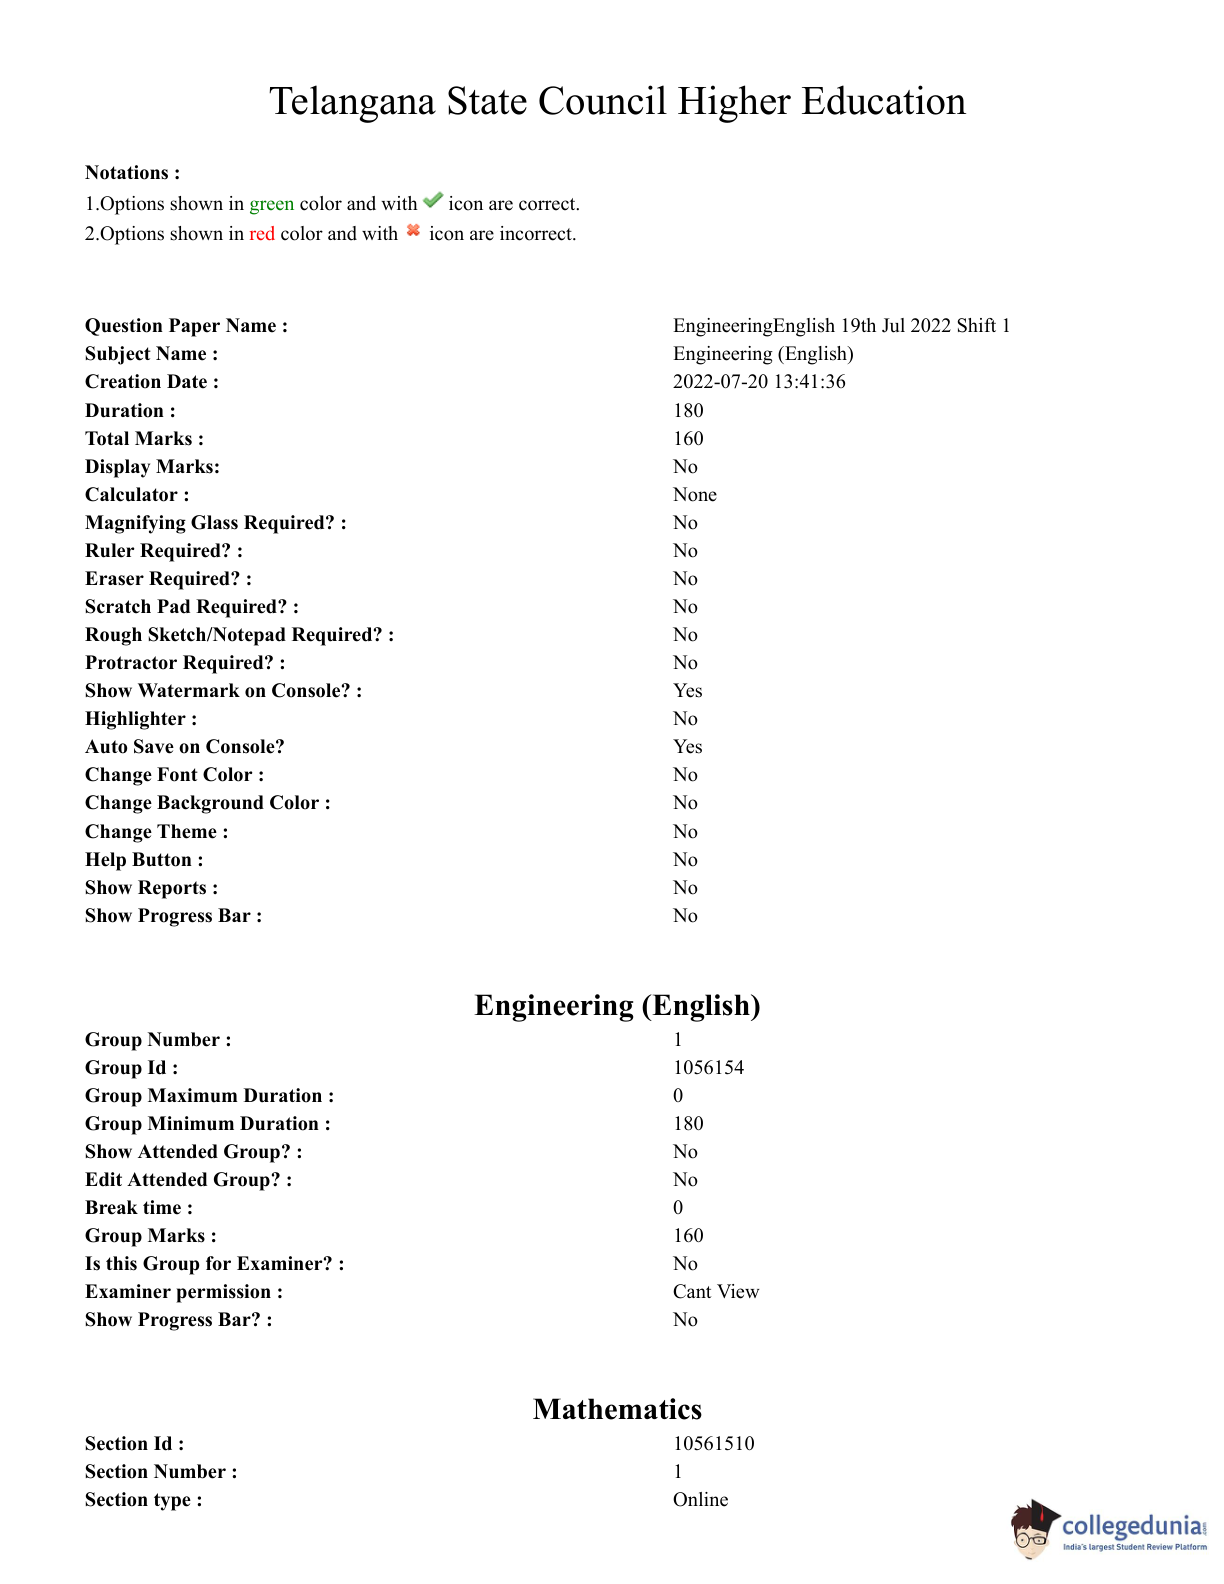 Telangana State Council Higher Education
Notations :
1.Options shown in green color and with icon are correct.
2.Options shown in red color and with icon are incorrect.
Question Paper Name : EngineeringEnglish 19th Jul 2022 Shift 1
Subject Name : Engineering (English)
Creation Date : 2022-07-20 13:41:36
Duration : 180
Total Marks : 160
Display Marks: No
Calculator : None
Magnifying Glass Required? : No
Ruler Required? : No
Eraser Required? : No
Scratch Pad Required? : No
Rough Sketch/Notepad Required? : No
Protractor Required? : No
Show Watermark on Console? : Yes
Highlighter : No
Auto Save on Console? Yes
Change Font Color : No
Change Background Color : No
Change Theme : No
Help Button : No
Show Reports : No
Show Progress Bar : No
Engineering (English)
Group Number : 1
Group Id : 1056154
Group Maximum Duration : 0
Group Minimum Duration : 180
Show Attended Group? : No
Edit Attended Group? : No
Break time : 0
Group Marks : 160
Is this Group for Examiner? : No
Examiner permission : Cant View
Show Progress Bar? : No
Mathematics
Section Id : 10561510
Section Number : 1
Section type : Online
collegedunia.com
India's largest Student Review Platform